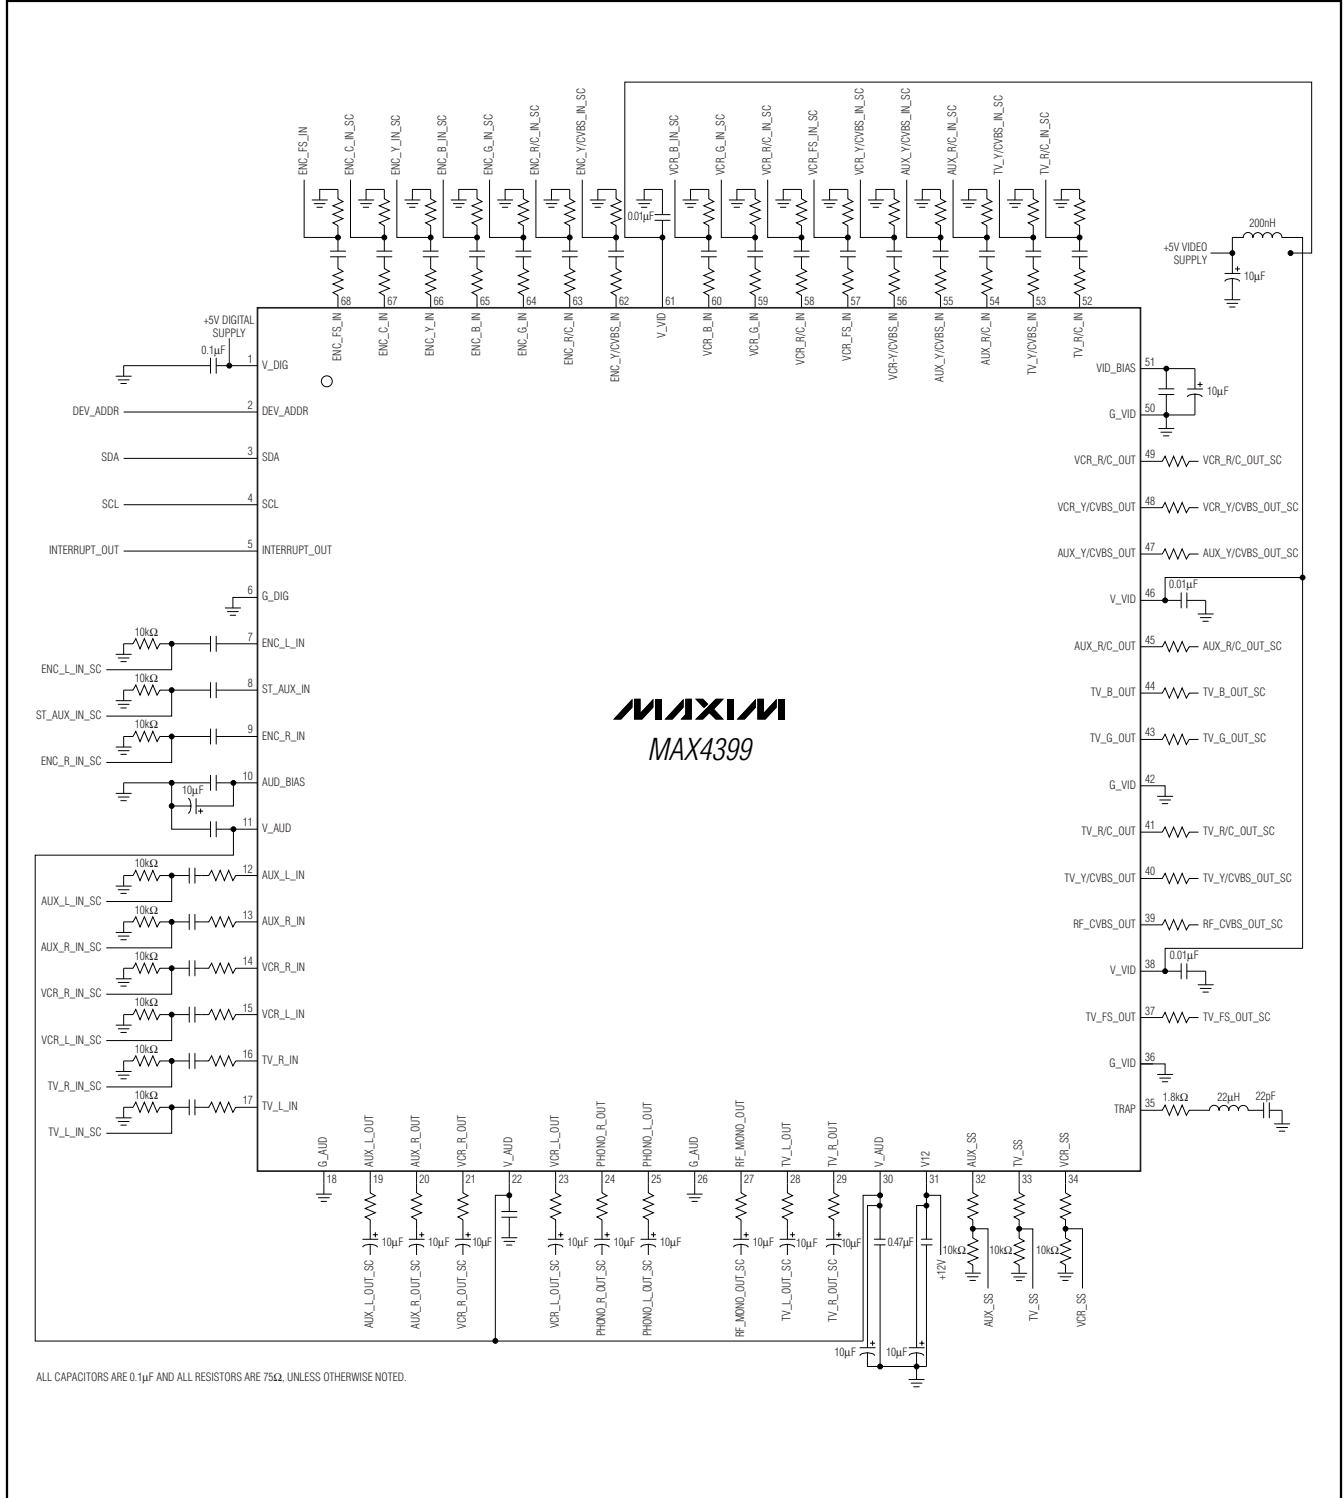 ENC_FS_IN
ENC_C_IN_SC
ENC_Y_IN_SC
ENC_B_IN_SC
ENC_G_IN_SC
ENC_R/C_IN_SC
ENC_Y/CVBS_IN_SC
0.01µF
VCR_B_IN_SC
VCR_G_IN_SC
VCR_R/C_IN_SC
VCR_FS_IN_SC
VCR_Y/CVBS_IN_SC
AUX_Y/CVBS_IN_SC
AUX_R/C_IN_SC
TV_Y/CVBS_IN_SC
TV_R/C_IN_SC
200nH
+5V VIDEO
SUPPLY
10µF
68
67
66
65
64
63
62
61
60
59
58
57
56
55
54
53
52
ENC_FS_IN
ENC_C_IN
ENC_Y_IN
ENC_B_IN
ENC_G_IN
ENC_R/C_IN
ENC_Y/CVBS_IN
V_VID
VCR_B_IN
VCR_G_IN
VCR_R/C_IN
VCR_FS_IN
VCR-Y/CVBS_IN
AUX_Y/CVBS_IN
AUX_R/C_IN
TV_Y/CVBS_IN
TV_R/C_IN
+5V DIGITAL
SUPPLY
0.1µF
1
V_DIG
DEV_ADDR
2
DEV_ADDR
SDA
3
SDA
SCL
4
SCL
INTERRUPT_OUT
5
INTERRUPT_OUT
6
G_DIG
10kΩ
7
ENC_L_IN
ENC_L_IN_SC
10kΩ
8
ST_AUX_IN
ST_AUX_IN_SC
10kΩ
9
ENC_R_IN
ENC_R_IN_SC
10
AUD_BIAS
10µF
+
11
V_AUD
10kΩ
12
AUX_L_IN
AUX_L_IN_SC
10kΩ
13
AUX_R_IN
AUX_R_IN_SC
10kΩ
14
VCR_R_IN
VCR_R_IN_SC
10kΩ
15
VCR_L_IN
VCR_L_IN_SC
10kΩ
16
TV_R_IN
TV_R_IN_SC
10kΩ
17
TV_L_IN
TV_L_IN_SC
MAXIM
MAX4399
VID_BIAS
51
10µF
G_VID
50
VCR_R/C_OUT
49
VCR_R/C_OUT_SC
VCR_Y/CVBS_OUT
48
VCR_Y/CVBS_OUT_SC
AUX_Y/CVBS_OUT
47
AUX_Y/CVBS_OUT_SC
V_VID
46
0.01µF
AUX_R/C_OUT
45
AUX_R/C_OUT_SC
TV_B_OUT
44
TV_B_OUT_SC
TV_G_OUT
43
TV_G_OUT_SC
G_VID
42
TV_R/C_OUT
41
TV_R/C_OUT_SC
TV_Y/CVBS_OUT
40
TV_Y/CVBS_OUT_SC
RF_CVBS_OUT
39
RF_CVBS_OUT_SC
V_VID
38
0.01µF
TV_FS_OUT
37
TV_FS_OUT_SC
G_VID
36
TRAP
35
1.8kΩ
22µH
22pF
G_AUD
AUX_L_OUT
AUX_R_OUT
VCR_R_OUT
V_AUD
VCR_L_OUT
PHONO_R_OUT
PHONO_L_OUT
G_AUD
RF_MONO_OUT
TV_L_OUT
TV_R_OUT
V_AUD
V12
AUX_SS
TV_SS
VCR_SS
18
19
20
21
22
23
24
25
26
27
28
29
30
31
32
33
34
10µF
10µF
10µF
10µF
10µF
10µF
10µF
10µF
10µF
0.47µF
+12V
10kΩ
10kΩ
10kΩ
AUX_L_OUT_SC
AUX_R_OUT_SC
VCR_R_OUT_SC
VCR_L_OUT_SC
PHONO_R_OUT_SC
PHONO_L_OUT_SC
RF_MONO_OUT_SC
TV_L_OUT_SC
TV_R_OUT_SC
AUX_SS
TV_SS
VCR_SS
10µF
10µF
ALL CAPACITORS ARE 0.1µF AND ALL RESISTORS ARE 75Ω, UNLESS OTHERWISE NOTED.